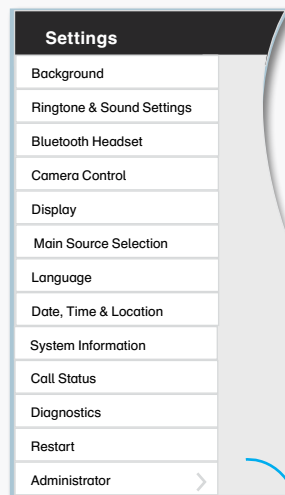 Settings
Background
Ringtone & Sound Settings
Bluetooth Headset
Camera Control
Display
Main Source Selection
Language
Date, Time & Location
System Information
Call Status
Diagnostics
Restart
Administrator